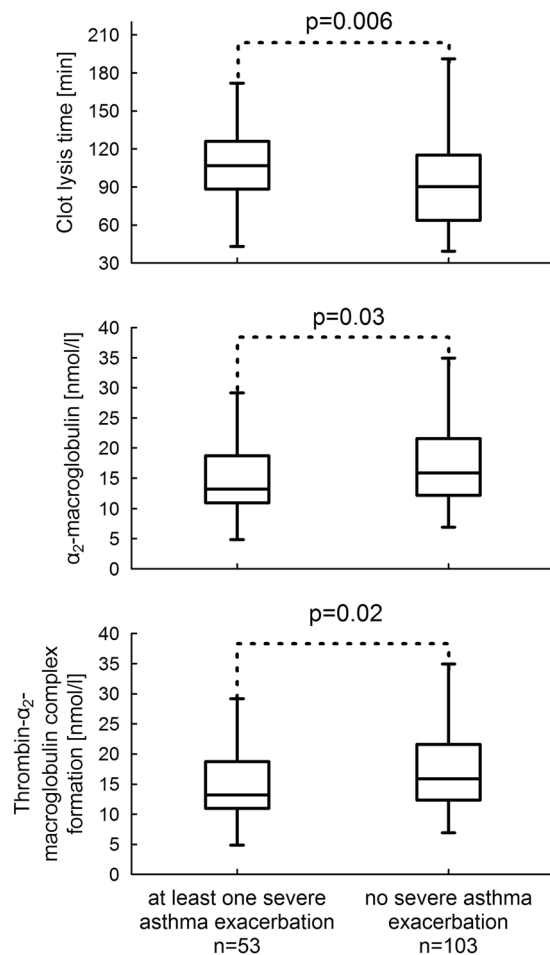 p=0.006
Clot lysis time [min]
210
180
150
120
90
60
30
p=0.03
α₂-macroglobulin [nmol/l]
40
35
30
25
20
15
10
5
0
p=0.02
Thrombin-α₂-
macroglobulin complex
formation [nmol/l]
40
35
30
25
20
15
10
5
0
at least one severe
asthma exacerbation
n=53
no severe asthma
exacerbation
n=103